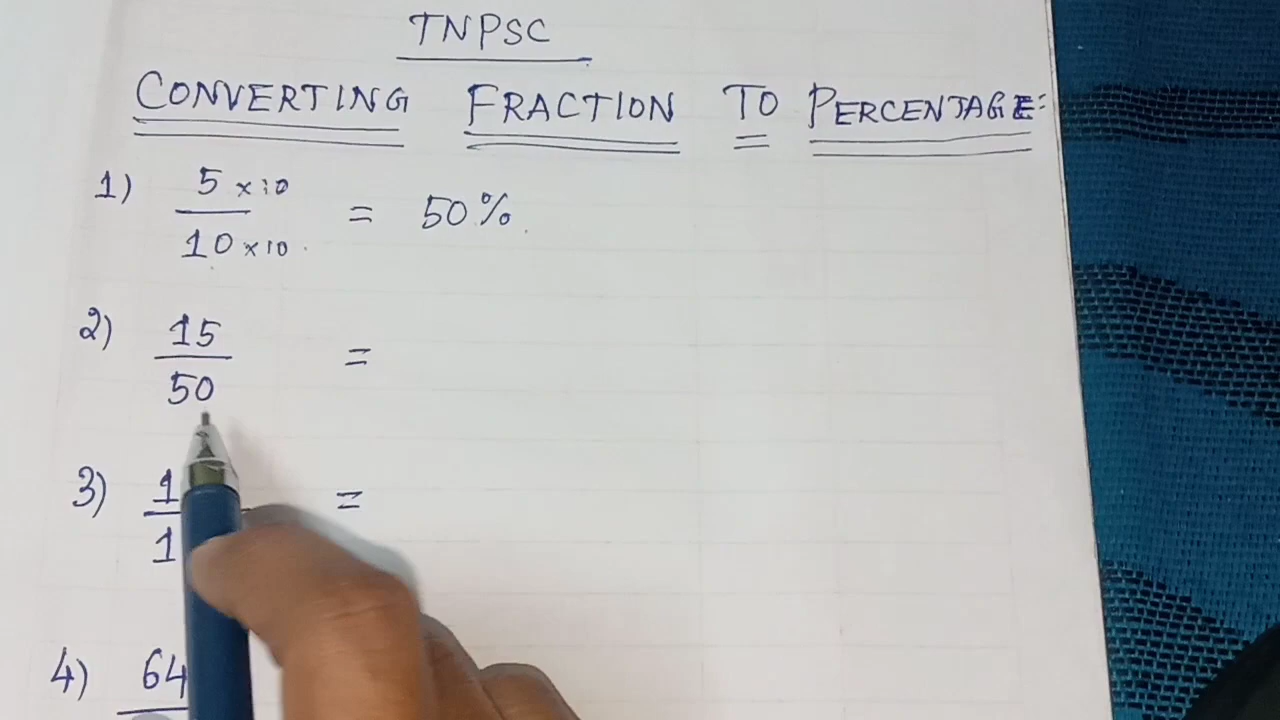 TNPSC
CONVERTING FRACTION TO PERCENTAGE:
1) 5 × 10
10 × 10 = 50%
2) 15
50 =
3) 1
1 =
4) 64